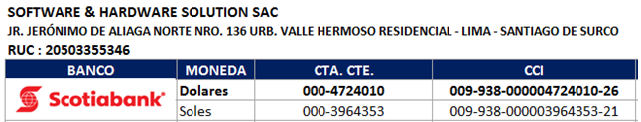 SOFTWARE & HARDWARE SOLUTION SAC
JR. JERÓNIMO DE ALIAGA NORTE NRO. 136 URB. VALLE HERMOSO RESIDENCIAL - LIMA - SANTIAGO DE SURCO
RUC : 20503355346
BANCO MONEDA CTA. CTE. CCI
Scotiabank Dolares 000-4724010 009-938-000004724010-26
Soles 000-3964353 009-938-000003964353-21